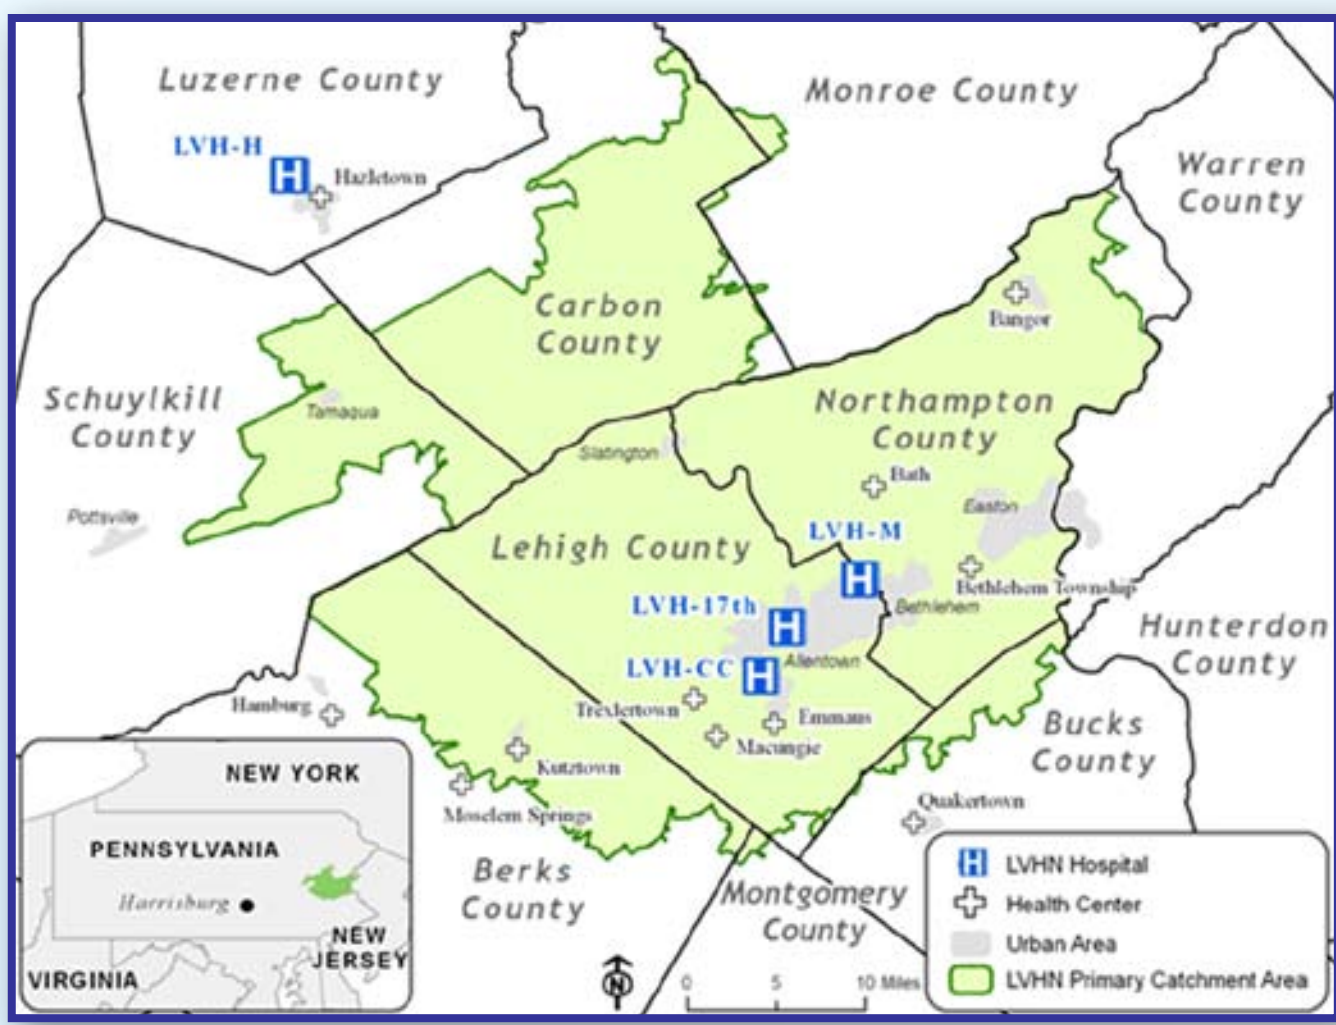 Luzerne County
Monroe County
LVH-H
H
Hazletown
Warren
County
Carbon
County
Bangor
Schuylkill
County
Tamaqua
Northampton
County
Slatington
Bath
Pottsville
Easton
LVH-M
H
Lehigh County
Bethlehem Township
Bethlehem
LVH-17th
H
Hunterdon
County
LVH-CC
H
Allentown
Trexlertown
Emmaus
Macungie
Hamburg
Bucks
County
Kutztown
Moselem Springs
Quakertown
Berks
County
Montgomery
County
NEW YORK
PENNSYLVANIA
Harrisburg
NEW
JERSEY
VIRGINIA
N
0 5 10 Miles
H LVHN Hospital
Health Center
Urban Area
LVHN Primary Catchment Area